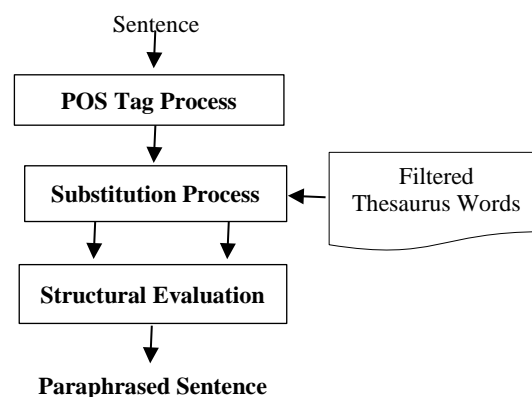 Sentence
POS Tag Process
Substitution Process
Filtered
Thesaurus Words
Structural Evaluation
Paraphrased Sentence